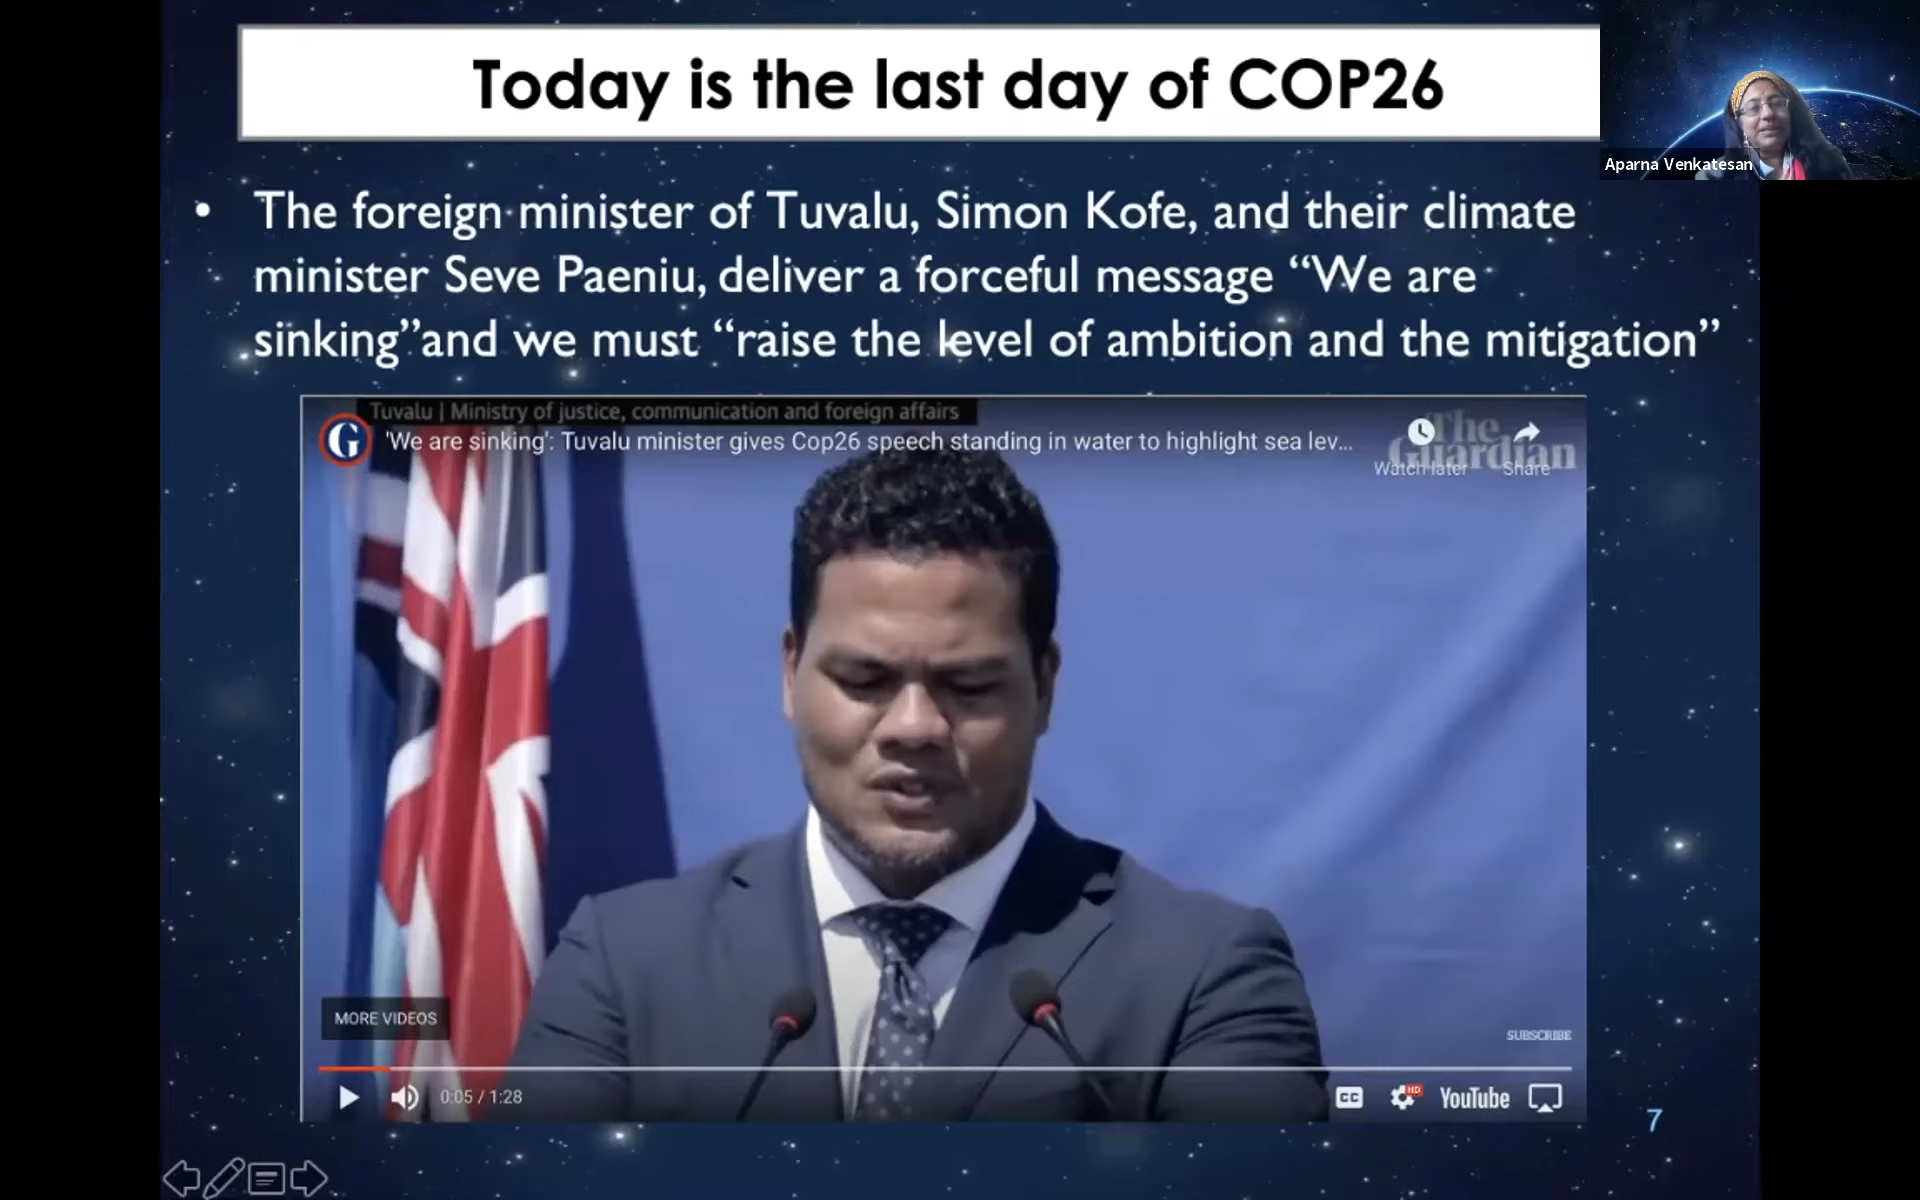 Today is the last day of COP26
Aparna Venkatesan
• The foreign minister of Tuvalu, Simon Kofe, and their climate
minister Seve Paeniu, deliver a forceful message “We are
sinking”and we must “raise the level of ambition and the mitigation”
Tuvalu | Ministry of justice, communication and foreign affairs
G
'We are sinking': Tuvalu minister gives Cop26 speech standing in water to highlight sea lev...
The
Guardian
Watch later
Share
MORE VIDEOS
SUBSCRIBE
0:05 / 1:28
CC
HD
YouTube
7